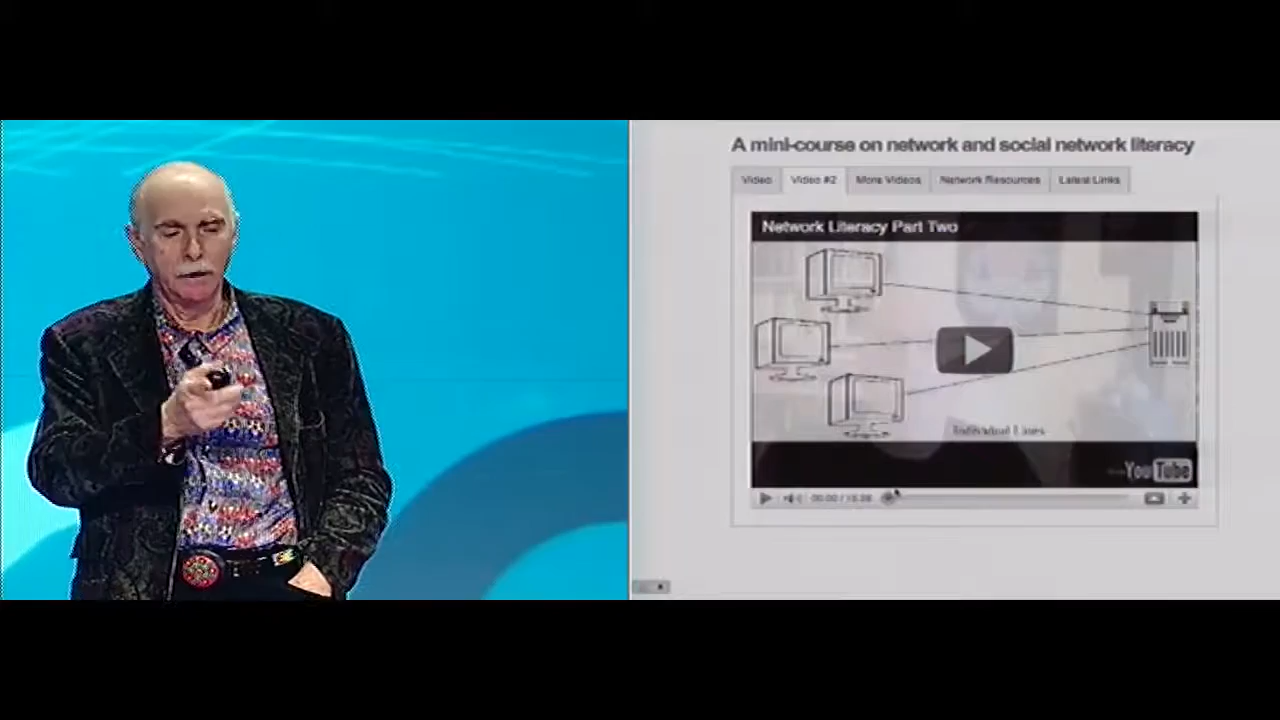 A mini-course on network and social network literacy
Video
Video #2
More Videos
Network Resources
Latest Links
Network Literacy Part Two
Individual Lines
YouTube